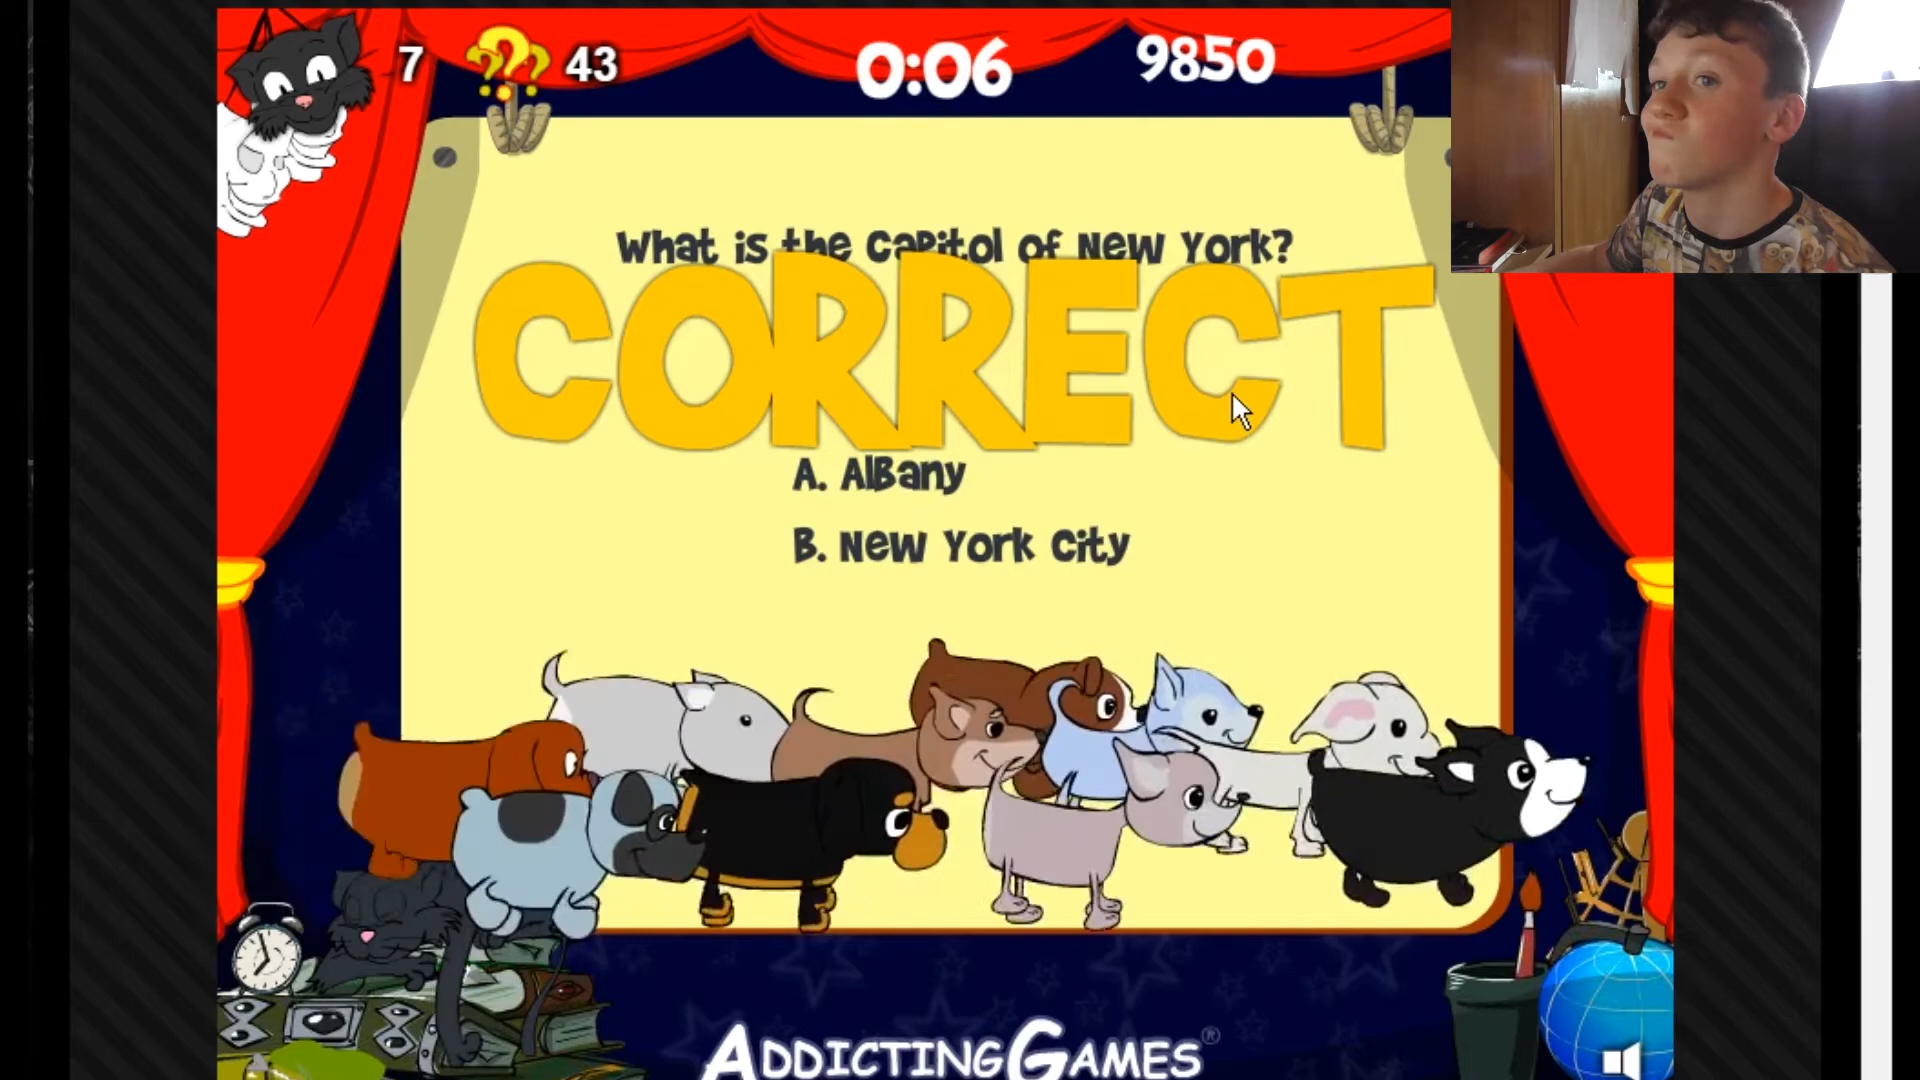 7 43 0:06 9850
What is the Capitol of New York?
CORRECT
A. Albany
B. New York City
ADDICTINGGAMES®